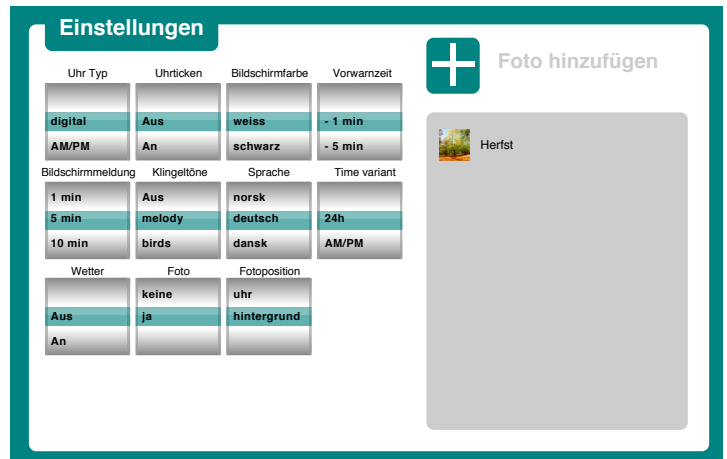 Einstellungen
Foto hinzufügen
Uhr Typ Uhrticken Bildschirmfarbe Vorwarnzeit
digital Aus weiss - 1 min
AM/PM An schwarz - 5 min
Herfst
Bildschirmmeldung Klingeltöne Sprache Time variant
1 min Aus norsk
5 min melody deutsch 24h
10 min birds dansk AM/PM
Wetter Foto Fotoposition
keine uhr
Aus ja hintergrund
An